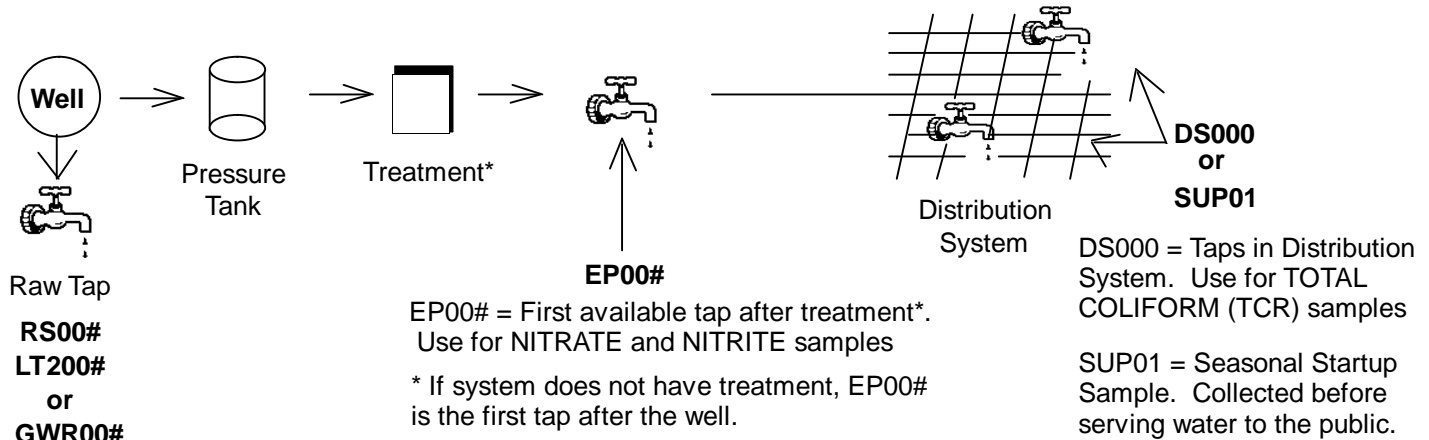 Well
Pressure
Tank
Treatment*
Raw Tap
RS00#
LT200#
or
GWR00#
EP00#
EP00# = First available tap after treatment*.
Use for NITRATE and NITRITE samples
* If system does not have treatment, EP00#
is the first tap after the well.
Distribution
System
DS000
or
SUP01
DS000 = Taps in Distribution
System. Use for TOTAL
COLIFORM (TCR) samples
SUP01 = Seasonal Startup
Sample. Collected before
serving water to the public.